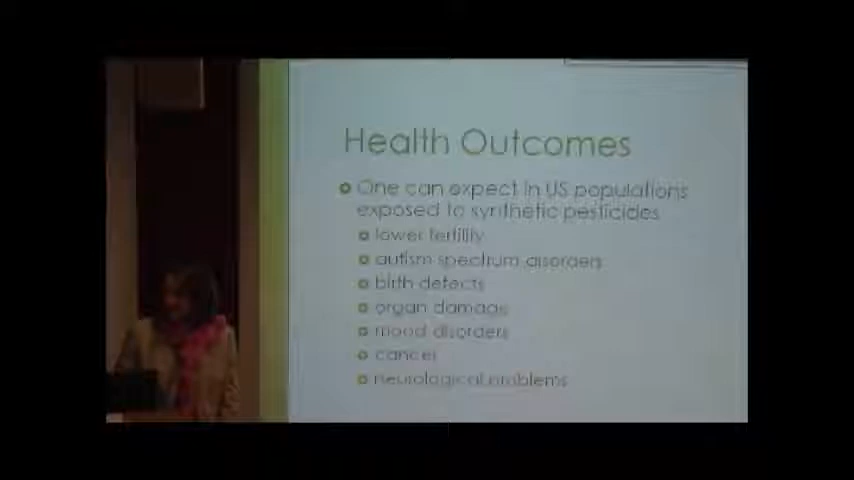 Health Outcomes
One can expect in US populations
exposed to synthetic pesticides
lower fertility
autism spectrum disorders
birth defects
organ damage
mood disorders
cancer
neurological problems